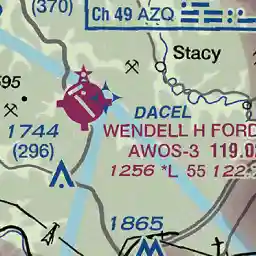 (370)
Ch 49 AZQ
Stacy
595
DACEL
1744
(296)
WENDELL H FORD
AWOS-3 119.0
1256 *L 55 122.7
1865